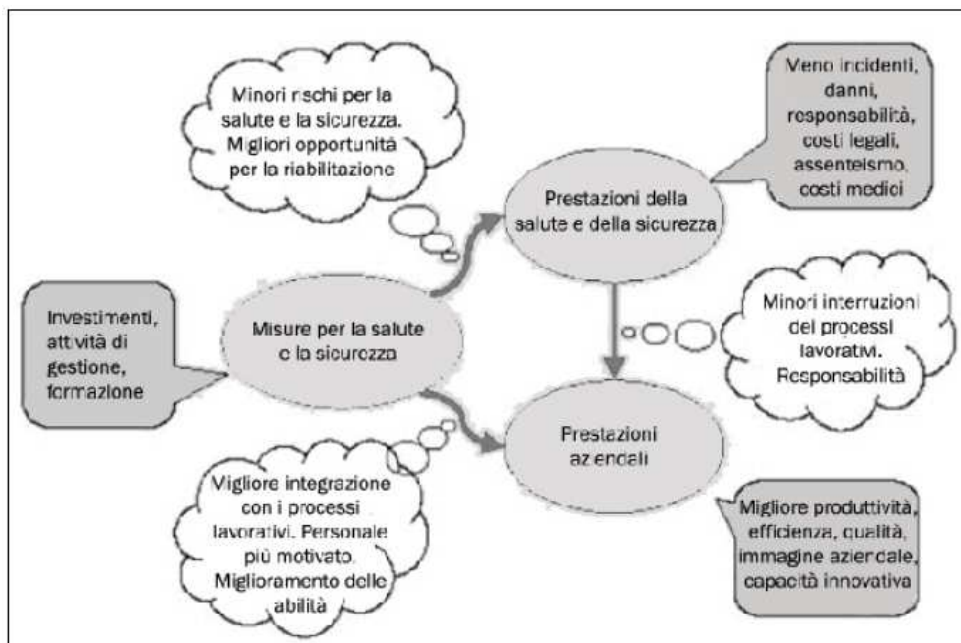 Minori rischi per la
salute e la sicurezza.
Migliori opportunità
per la riabilitazione
Meno incidenti,
danni,
responsabilità,
costi legali,
assenteismo,
costi medici
Prestazioni della
salute e della sicurezza
Investimenti,
attività di
gestione,
formazione
Misure per la salute
e la sicurezza
Minori interruzioni
dei processi
lavorativi.
Responsabilità
Prestazioni
aziendali
Migliore integrazione
con i processi
lavorativi. Personale
più motivato.
Miglioramento delle
abilità
Migliore produttività,
efficienza, qualità,
immagine aziendale,
capacità innovativa